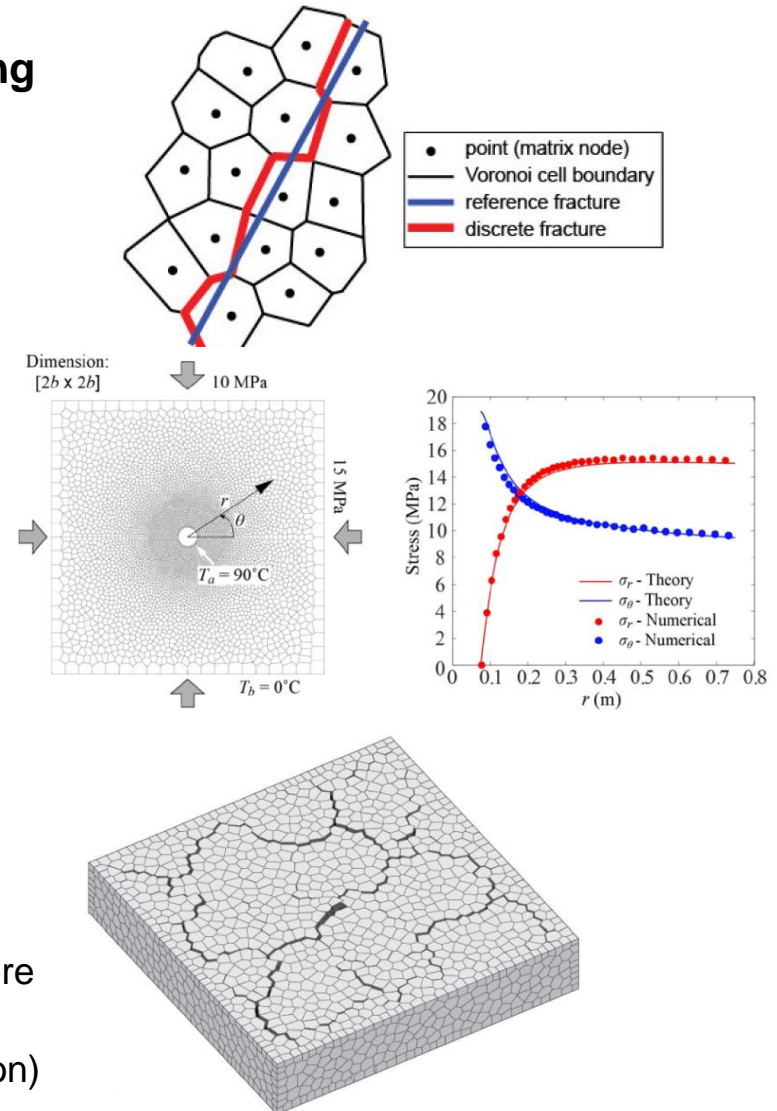 ng
point (matrix node)
Voronoi cell boundary
reference fracture
discrete fracture
Dimension:
[2b x 2b]
10 MPa
15 MPa
r
θ
Tₐ = 90°C
T_b = 0°C
20
18
16
14
12
10
8
6
4
2
0
Stress (MPa)
σᵣ - Theory
σ_θ - Theory
σᵣ - Numerical
σ_θ - Numerical
0 0.1 0.2 0.3 0.4 0.5 0.6 0.7 0.8
r (m)
re
on)